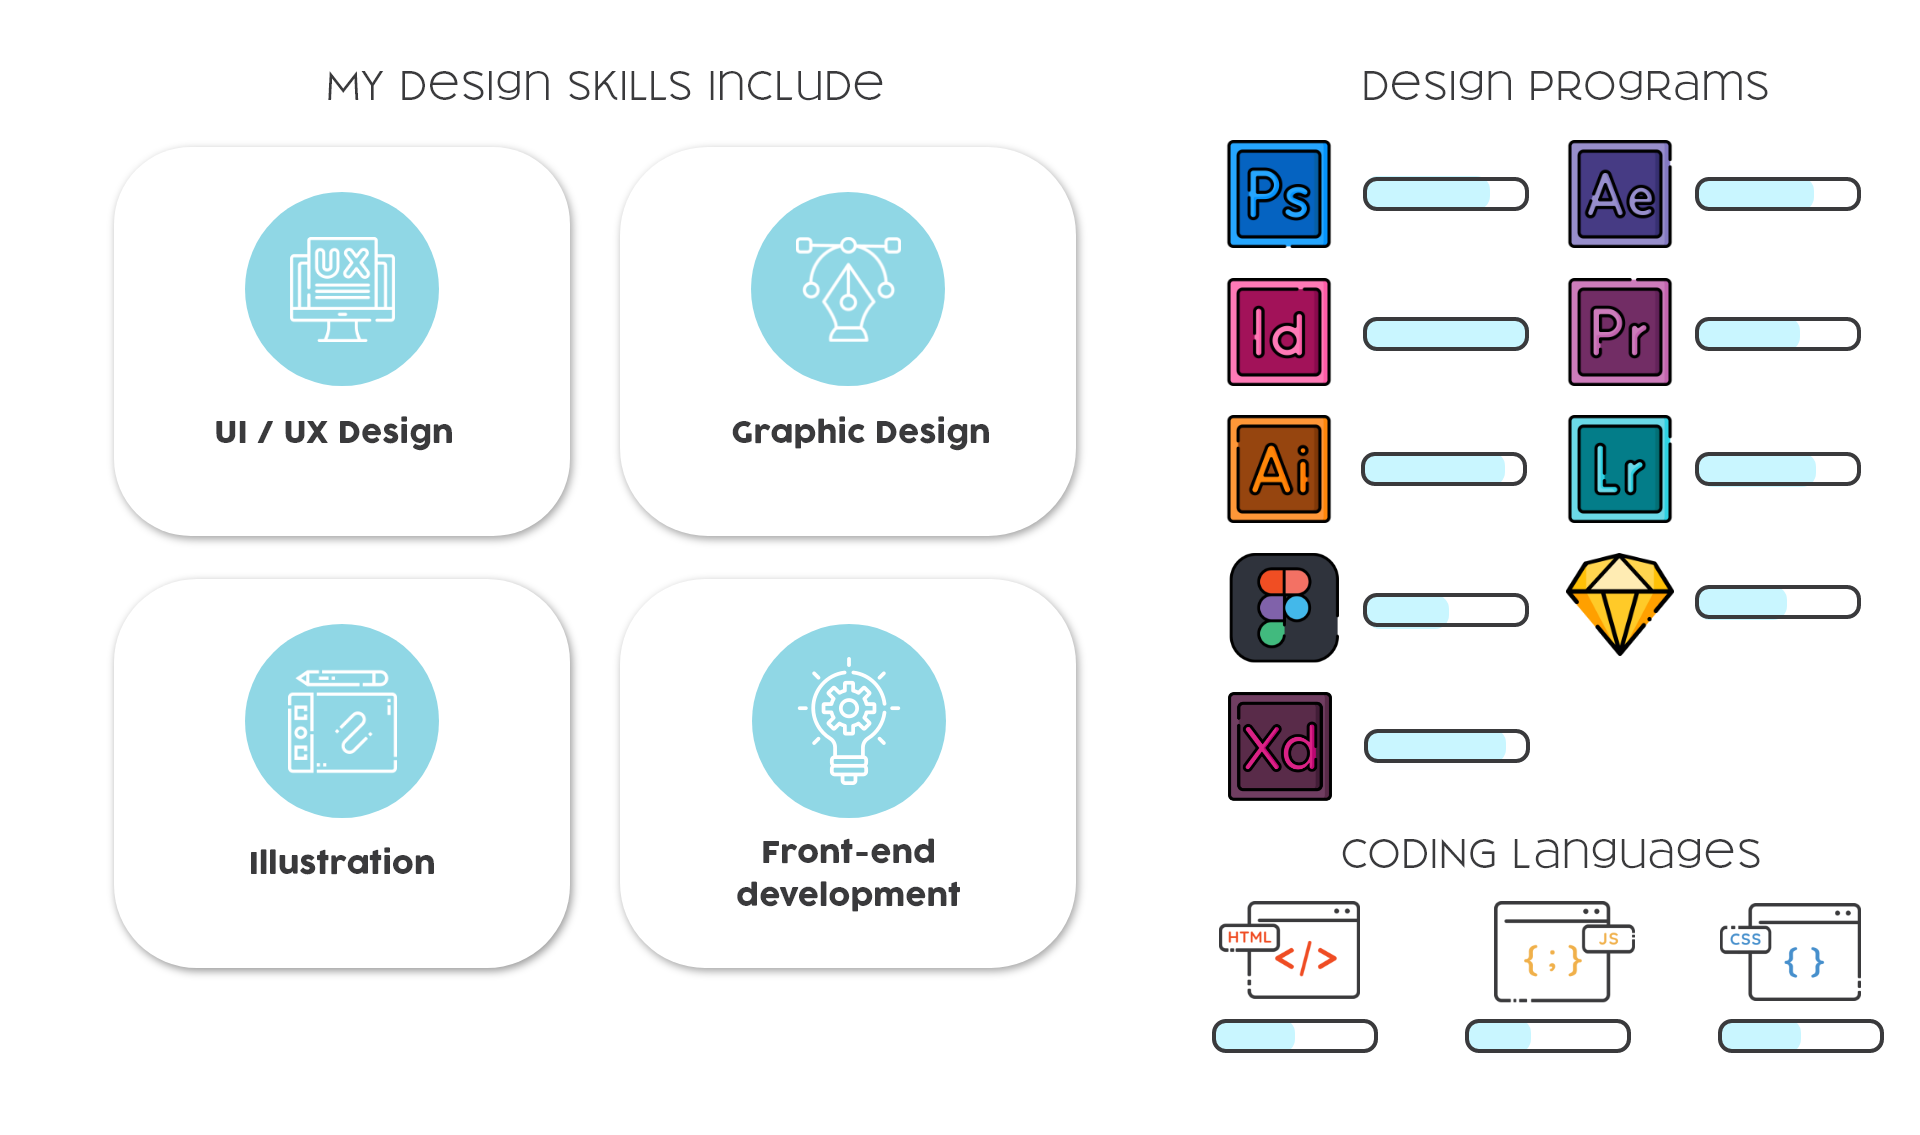 MY Design SKILLS Include
UX
UI / UX Design
Graphic Design
Illustration
Front-end
development
Design Programs
Ps
Ae
Id
Pr
Ai
Lr
Xd
CODING Languages
HTML
</>
{ ; }
JS
CSS
{ }